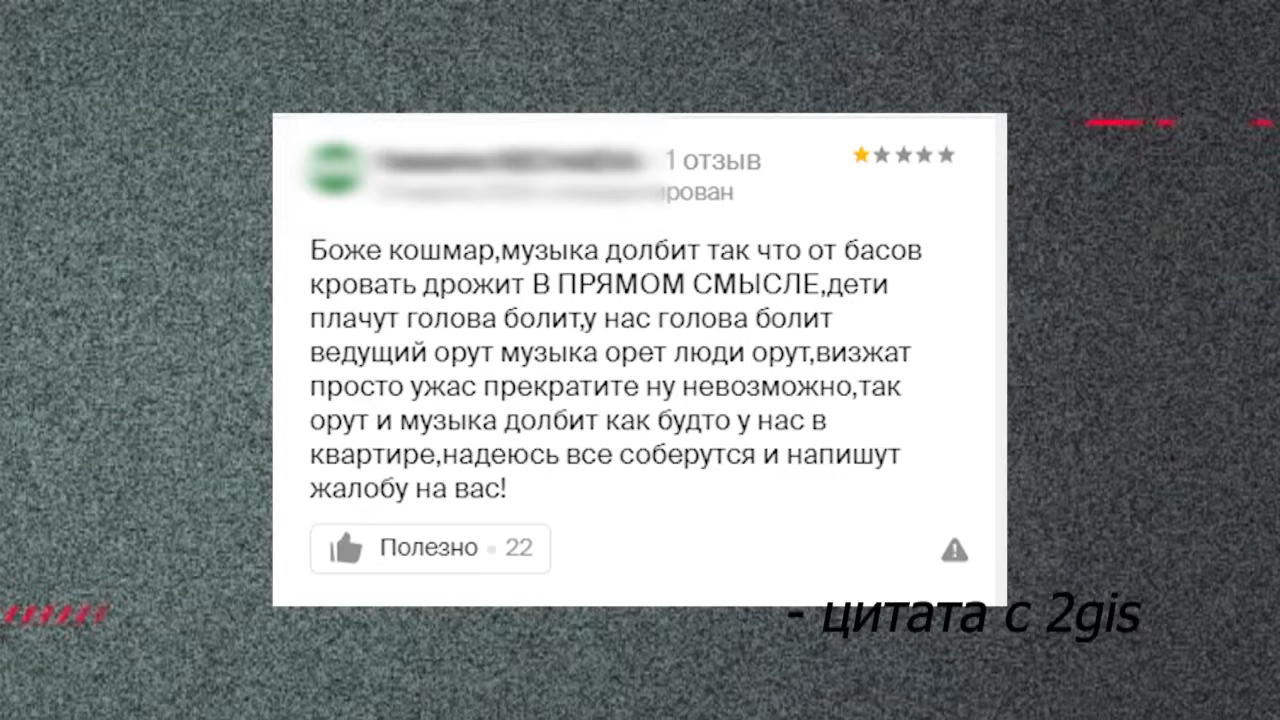 1 отзыв
Боже кошмар,музыка долбит так что от басов
кровать дрожит В ПРЯМОМ СМЫСЛЕ,дети
плачут голова болит,у нас голова болит
ведущий орут музыка орет люди орут,визжат
просто ужас прекратите ну невозможно,так
орут и музыка долбит как будто у нас в
квартире,надеюсь все соберутся и напишут
жалобу на вас!
Полезно 22
- цитата с 2gis